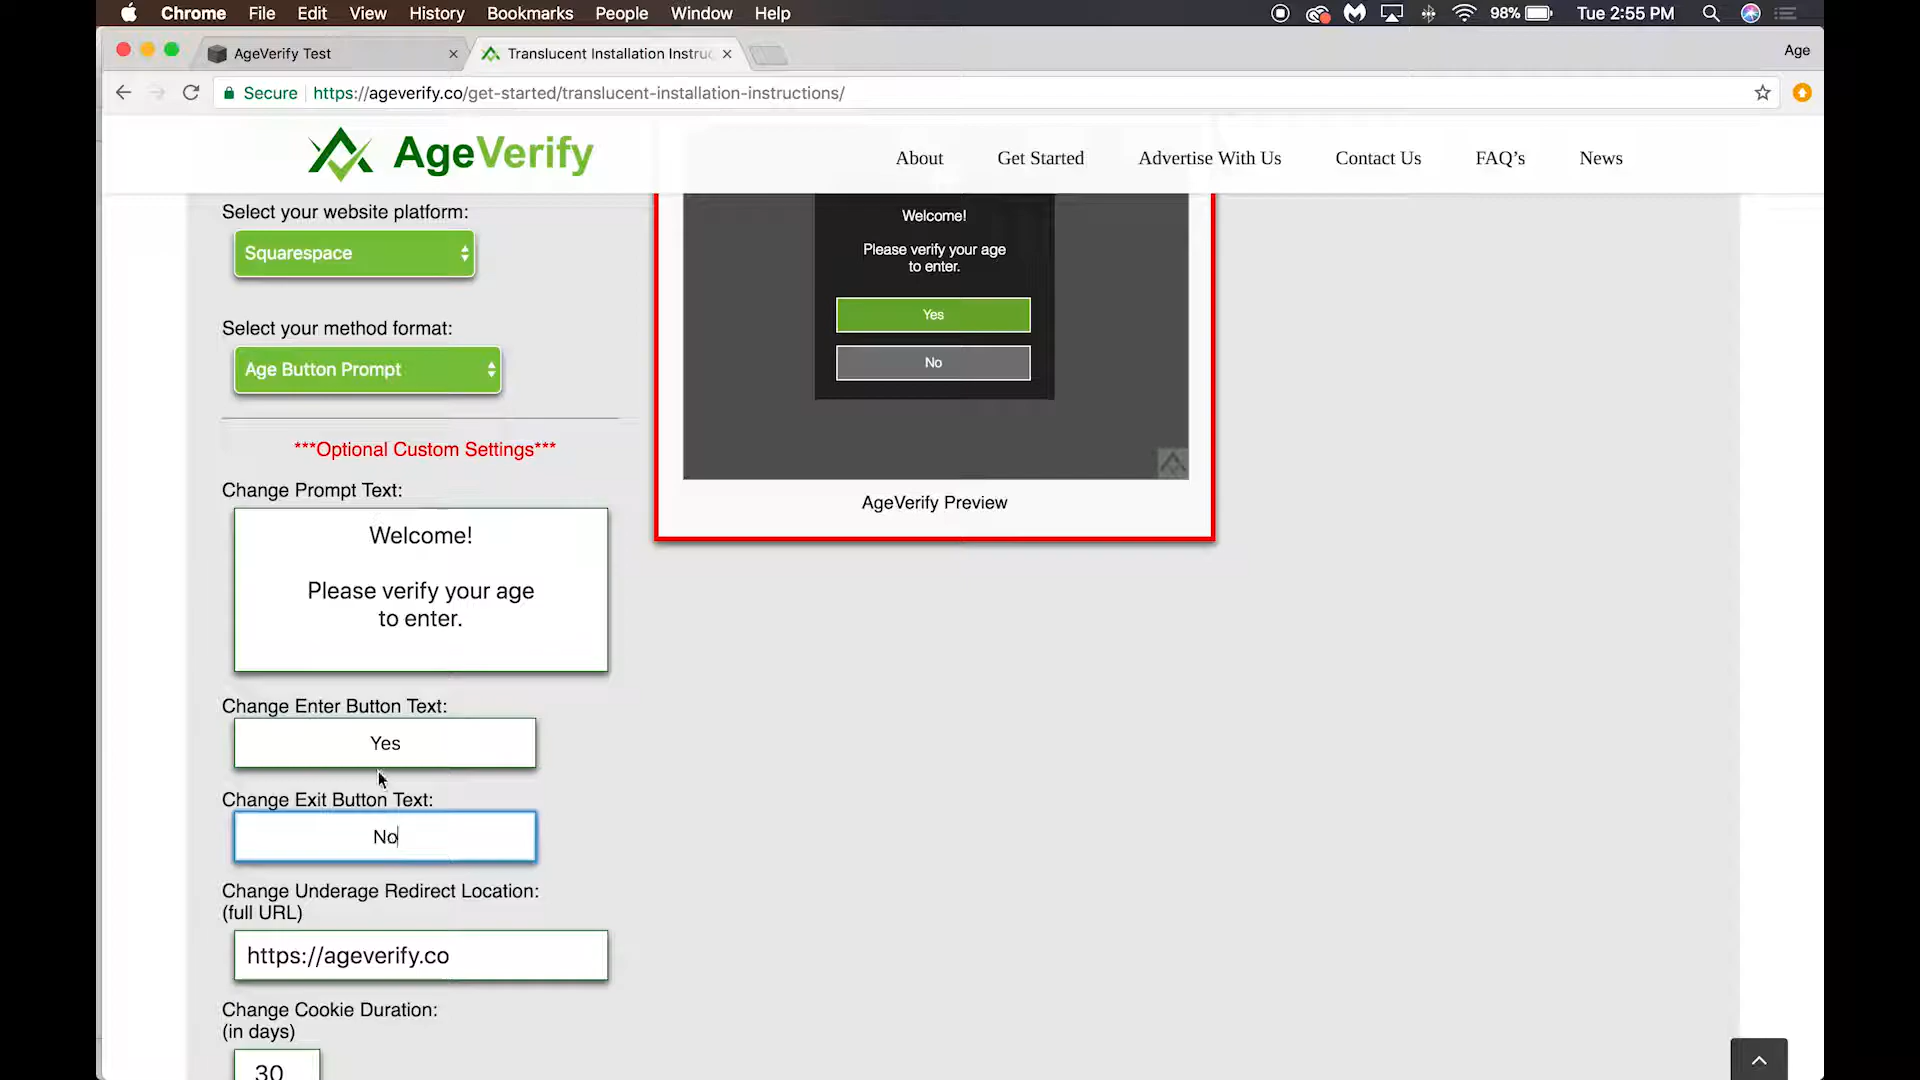 Chrome File Edit View History Bookmarks People Window Help 98% Tue 2:55 PM
AgeVerify Test Translucent Installation Instruc Age
Secure https://ageverify.co/get-started/translucent-installation-instructions/
AgeVerify About Get Started Advertise With Us Contact Us FAQ's News
Select your website platform:
Squarespace
Select your method format:
Age Button Prompt
***Optional Custom Settings***
Change Prompt Text:
Welcome!
Please verify your age
to enter.
Change Enter Button Text:
Yes
Change Exit Button Text:
No
Change Underage Redirect Location:
(full URL)
https://ageverify.co
Change Cookie Duration:
(in days)
30
Welcome!
Please verify your age
to enter.
Yes
No
AgeVerify Preview